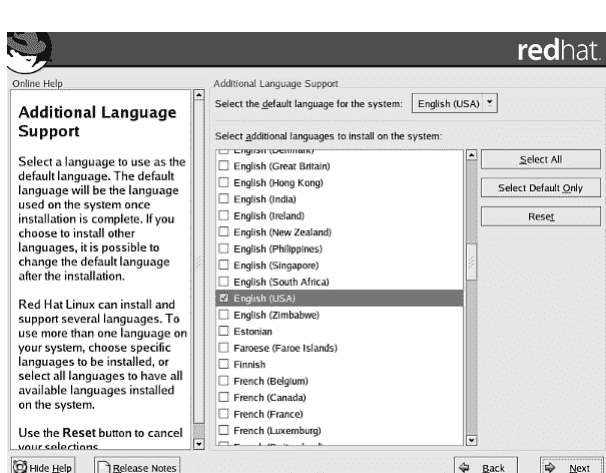 redhat.
Online Help
Additional Language
Support
Select a language to use as the
default language. The default
language will be the language
used on the system once
installation is complete. If you
choose to install other
languages, it is possible to
change the default language
after the installation.
Red Hat Linux can install and
support several languages. To
use more than one language on
your system, choose specific
languages to be installed, or
select all languages to have all
available languages installed
on the system.
Use the Reset button to cancel
your selections.
Additional Language Support
Select the default language for the system: English (USA)
Select additional languages to install on the system:
English (Denmark)
English (Great Britain)
English (Hong Kong)
English (India)
English (Ireland)
English (New Zealand)
English (Philippines)
English (Singapore)
English (South Africa)
English (USA)
English (Zimbabwe)
Estonian
Faroese (Faroe Islands)
Finnish
French (Belgium)
French (Canada)
French (France)
French (Luxemburg)
Select All
Select Default Only
Reset
Hide Help
Release Notes
Back
Next